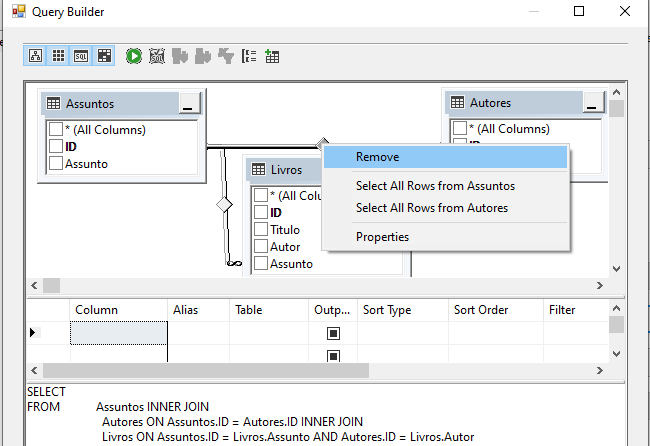 Query Builder
SQL
Assuntos
* (All Columns)
ID
Assunto
Autores
* (All Columns)
Livros
* (All Colu
ID
Titulo
Autor
Assunto
Remove
Select All Rows from Assuntos
Select All Rows from Autores
Properties
Column Alias Table Outp... Sort Type Sort Order Filter
SELECT
FROM Assuntos INNER JOIN
Autores ON Assuntos.ID = Autores.ID INNER JOIN
Livros ON Assuntos.ID = Livros.Assunto AND Autores.ID = Livros.Autor